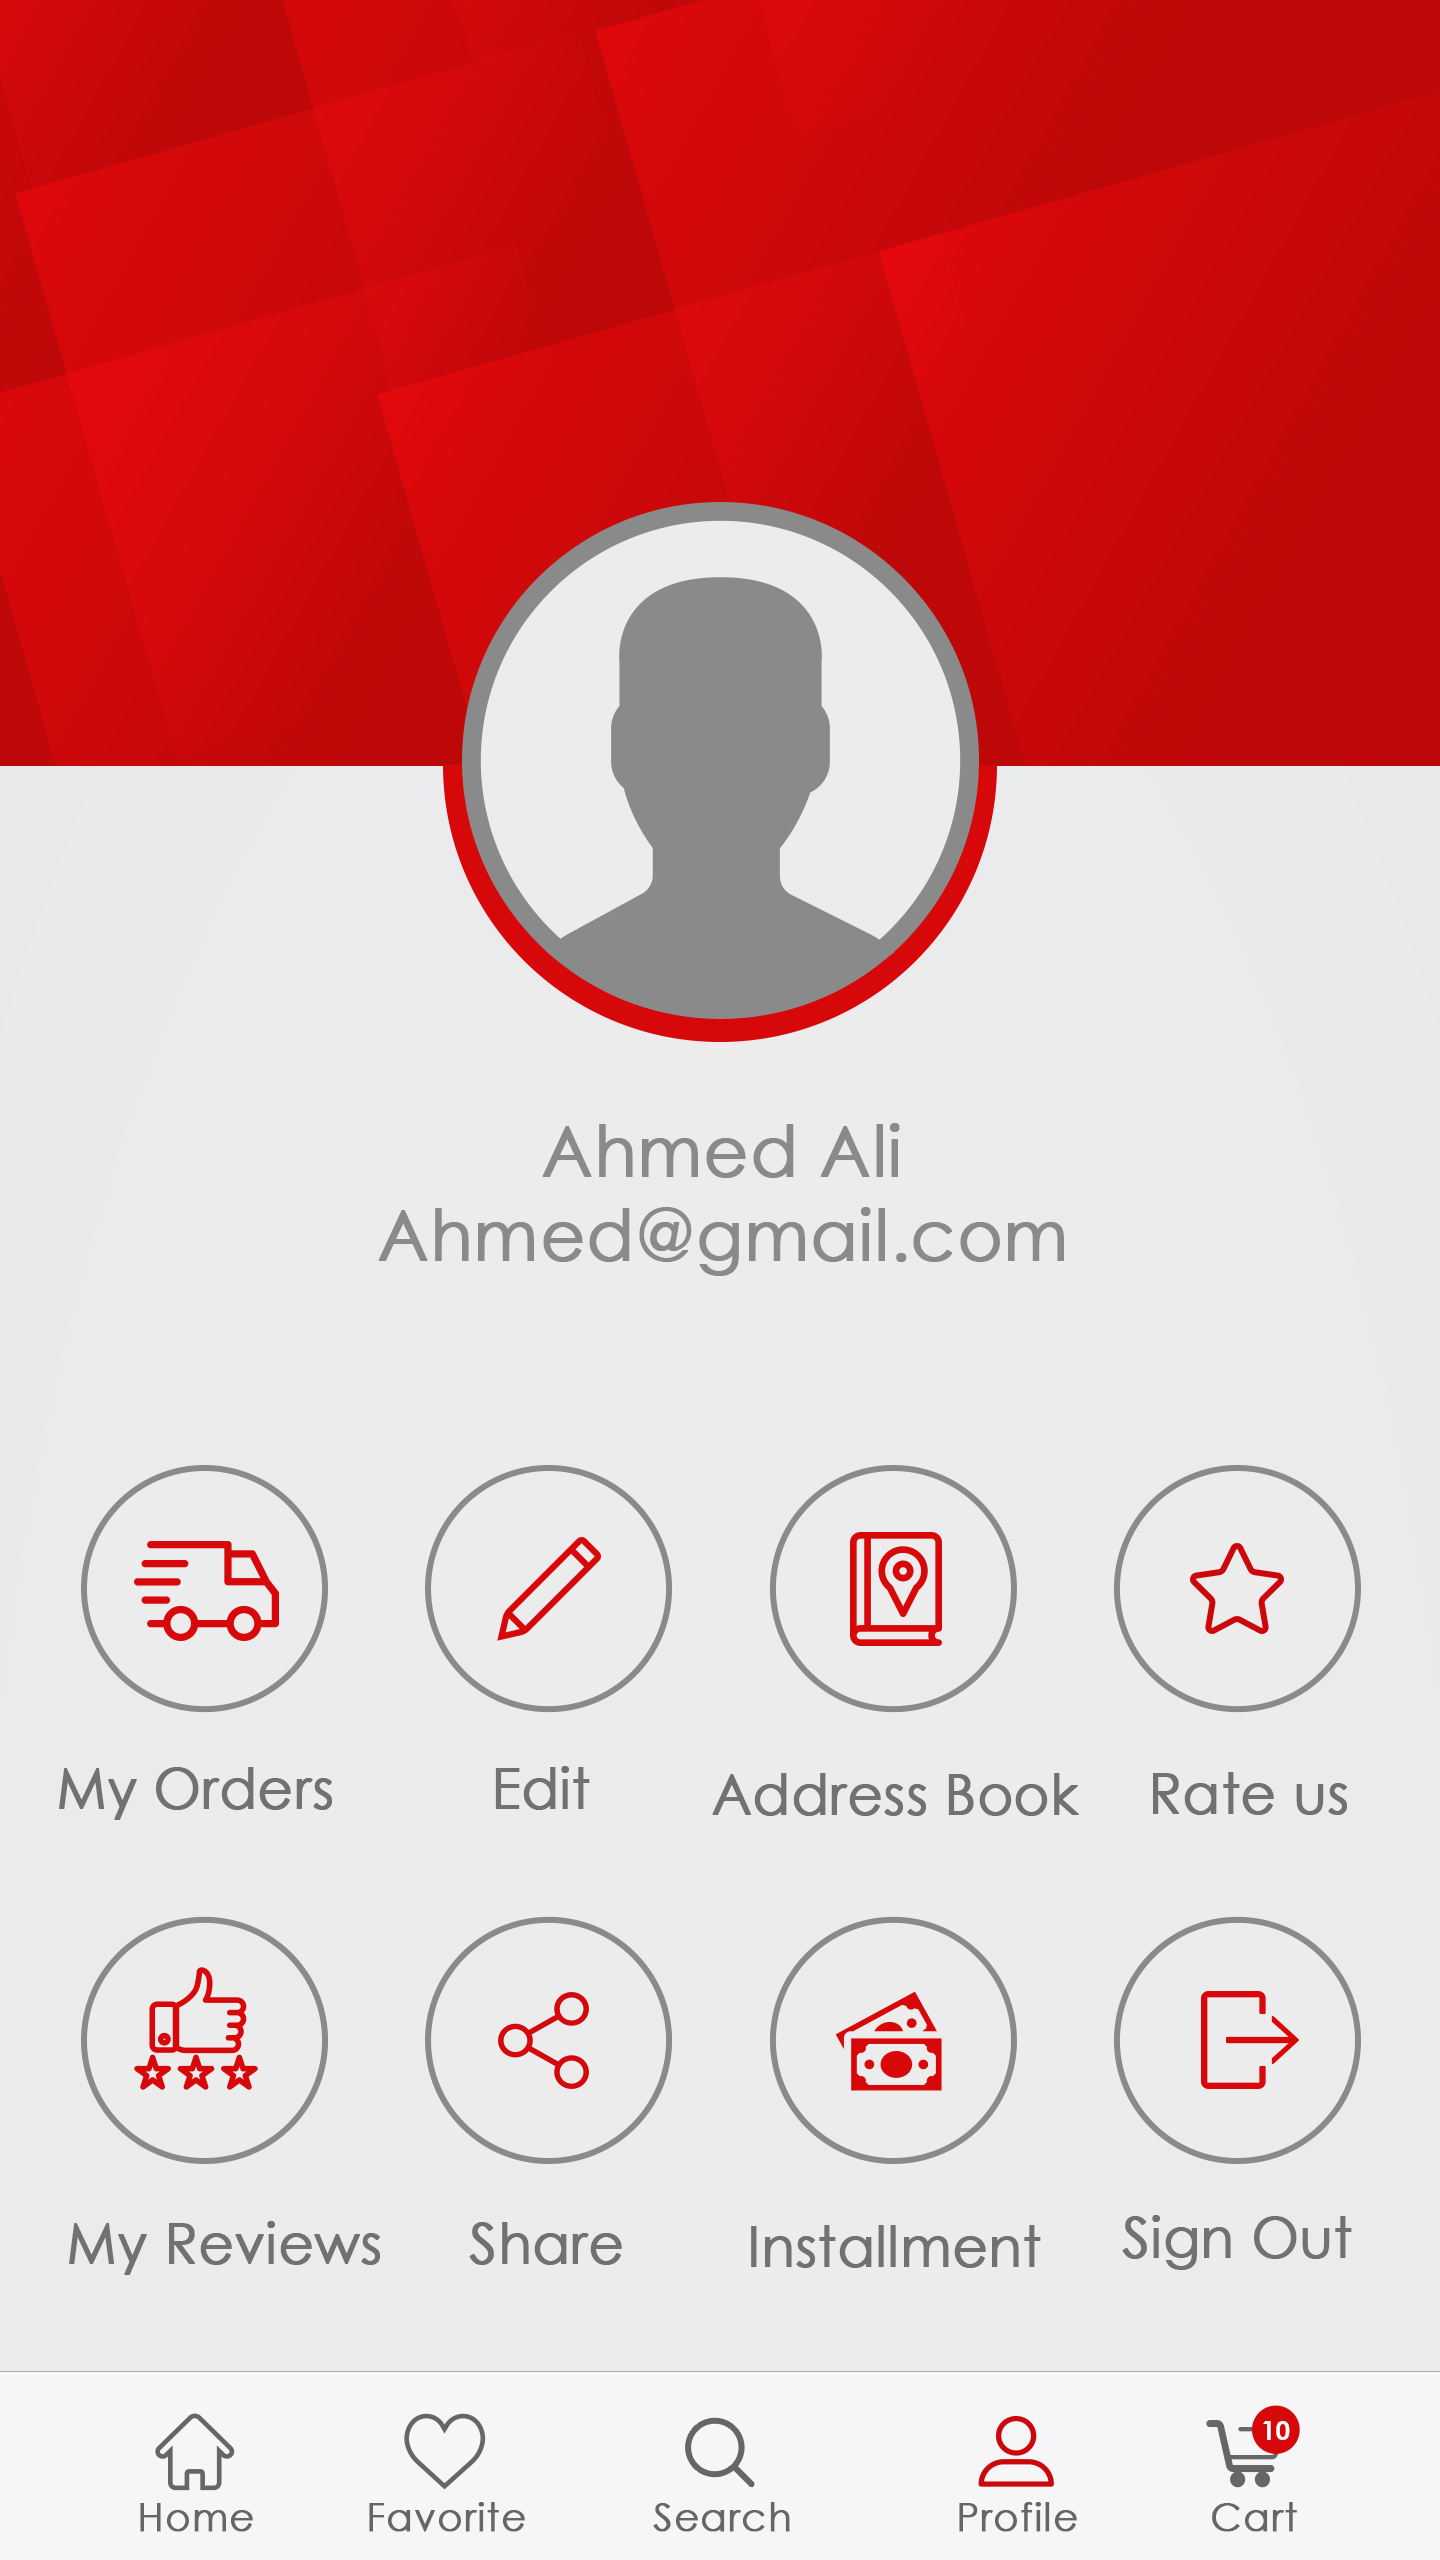 Ahmed Ali
Ahmed@gmail.com
My Orders
Edit
Address Book
Rate us
My Reviews
Share
Installment
Sign Out
10
Home
Favorite
Search
Profile
Cart